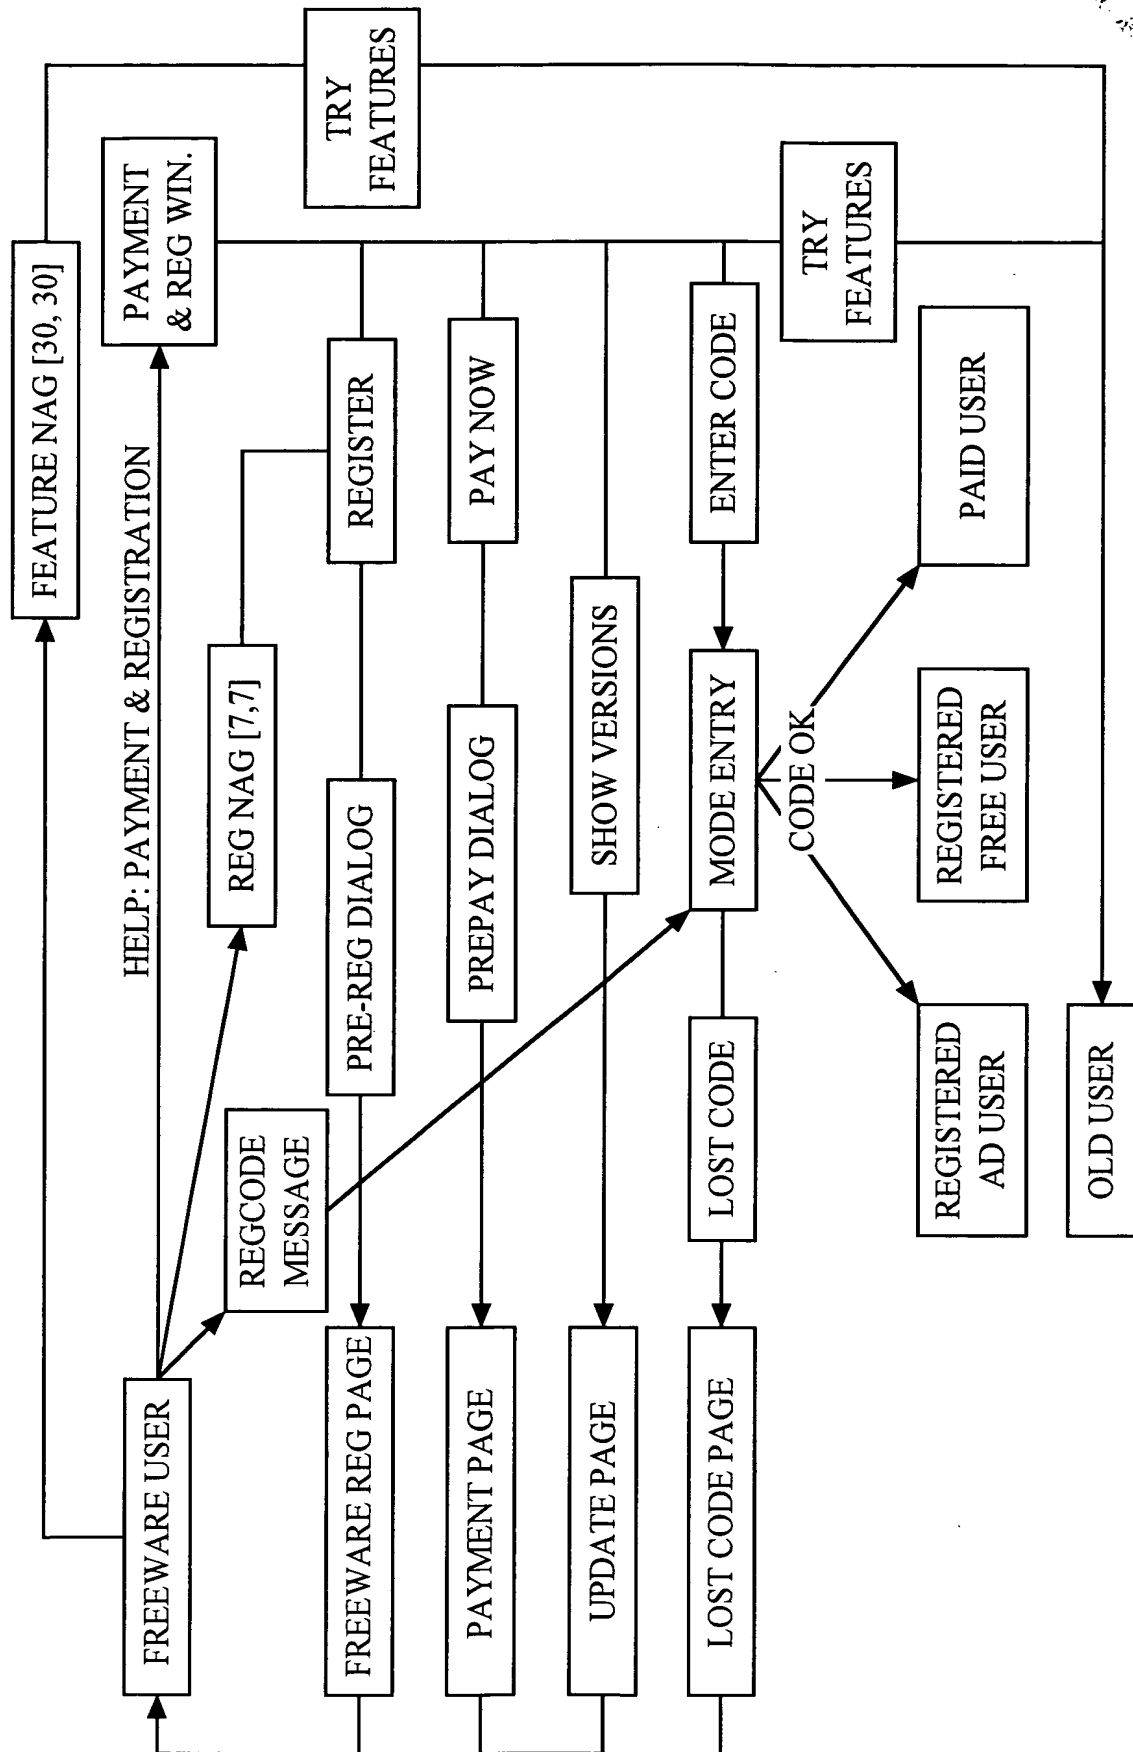 FEATURE NAG [30, 30]
TRY
FEATURES
HELP: PAYMENT & REGISTRATION
PAYMENT
& REG WIN.
FREEWARE USER
REG NAG [7,7]
REGCODE
MESSAGE
FREEWARE REG PAGE
PRE-REG DIALOG
REGISTER
PAYMENT PAGE
PREPAY DIALOG
PAY NOW
UPDATE PAGE
SHOW VERSIONS
LOST CODE PAGE
LOST CODE
MODE ENTRY
ENTER CODE
TRY
FEATURES
CODE OK
REGISTERED
AD USER
REGISTERED
FREE USER
PAID USER
OLD USER